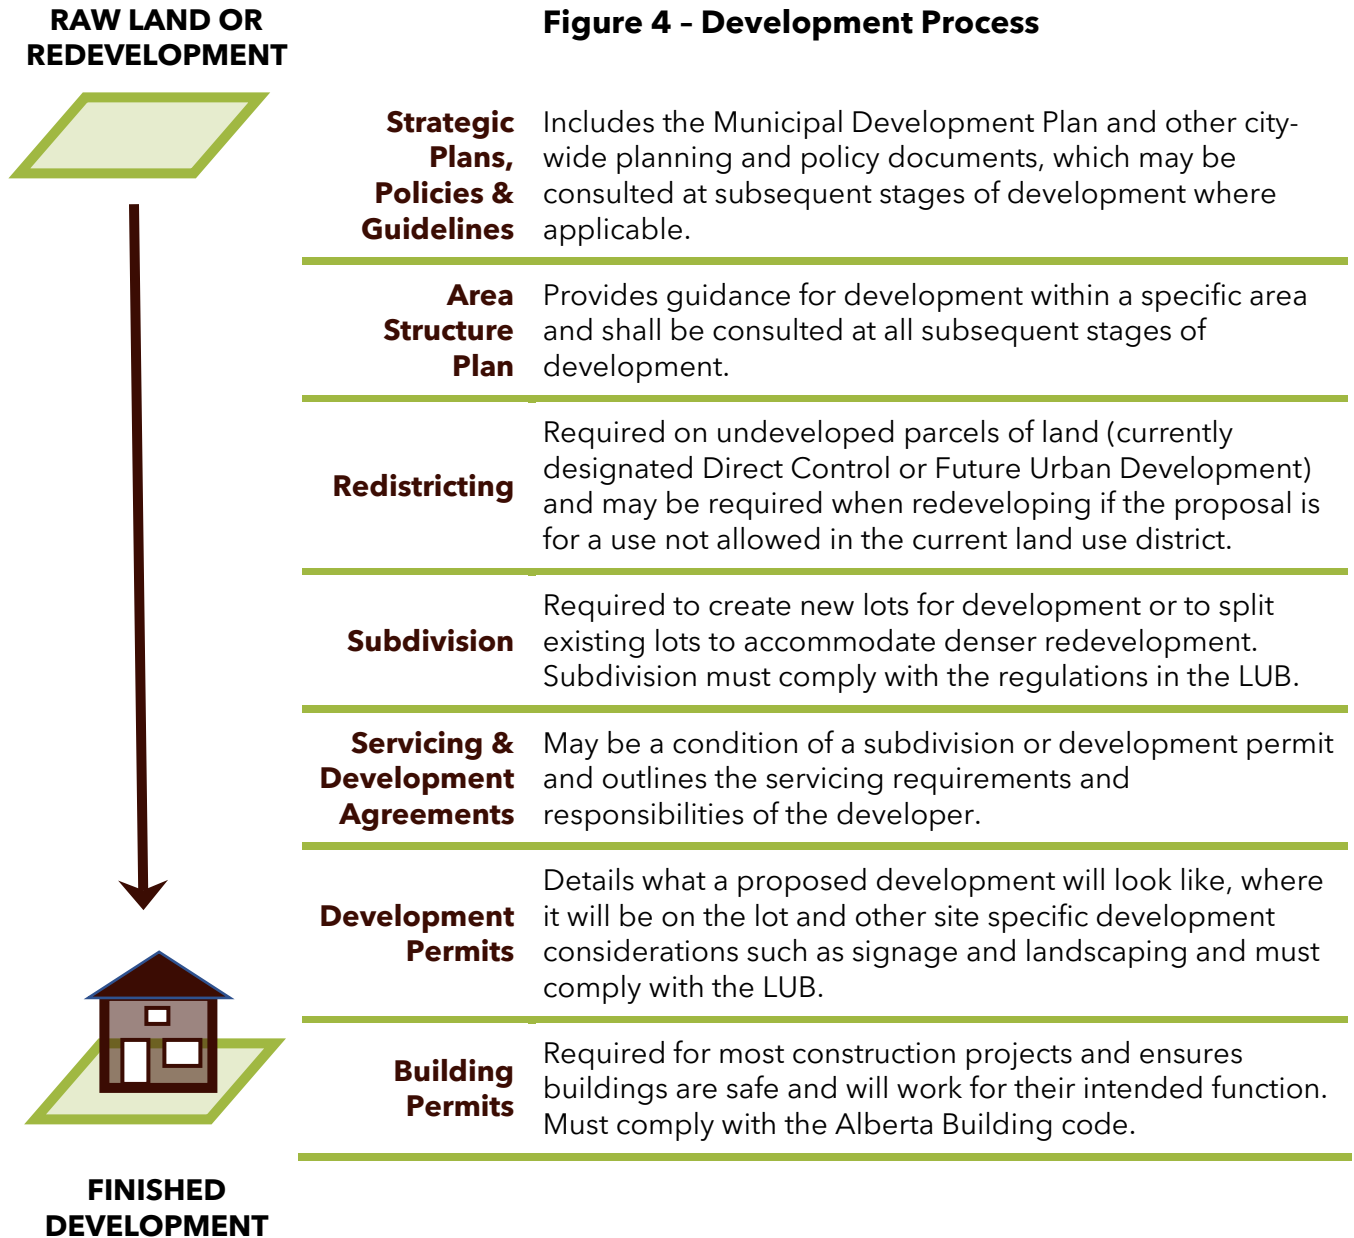 RAW LAND OR
REDEVELOPMENT
Figure 4 – Development Process
Strategic
Plans,
Policies &
Guidelines
Includes the Municipal Development Plan and other city-
wide planning and policy documents, which may be
consulted at subsequent stages of development where
applicable.
Area
Structure
Plan
Provides guidance for development within a specific area
and shall be consulted at all subsequent stages of
development.
Redistricting
Required on undeveloped parcels of land (currently
designated Direct Control or Future Urban Development)
and may be required when redeveloping if the proposal is
for a use not allowed in the current land use district.
Subdivision
Required to create new lots for development or to split
existing lots to accommodate denser redevelopment.
Subdivision must comply with the regulations in the LUB.
Servicing &
Development
Agreements
May be a condition of a subdivision or development permit
and outlines the servicing requirements and
responsibilities of the developer.
Development
Permits
Details what a proposed development will look like, where
it will be on the lot and other site specific development
considerations such as signage and landscaping and must
comply with the LUB.
Building
Permits
Required for most construction projects and ensures
buildings are safe and will work for their intended function.
Must comply with the Alberta Building code.
FINISHED
DEVELOPMENT